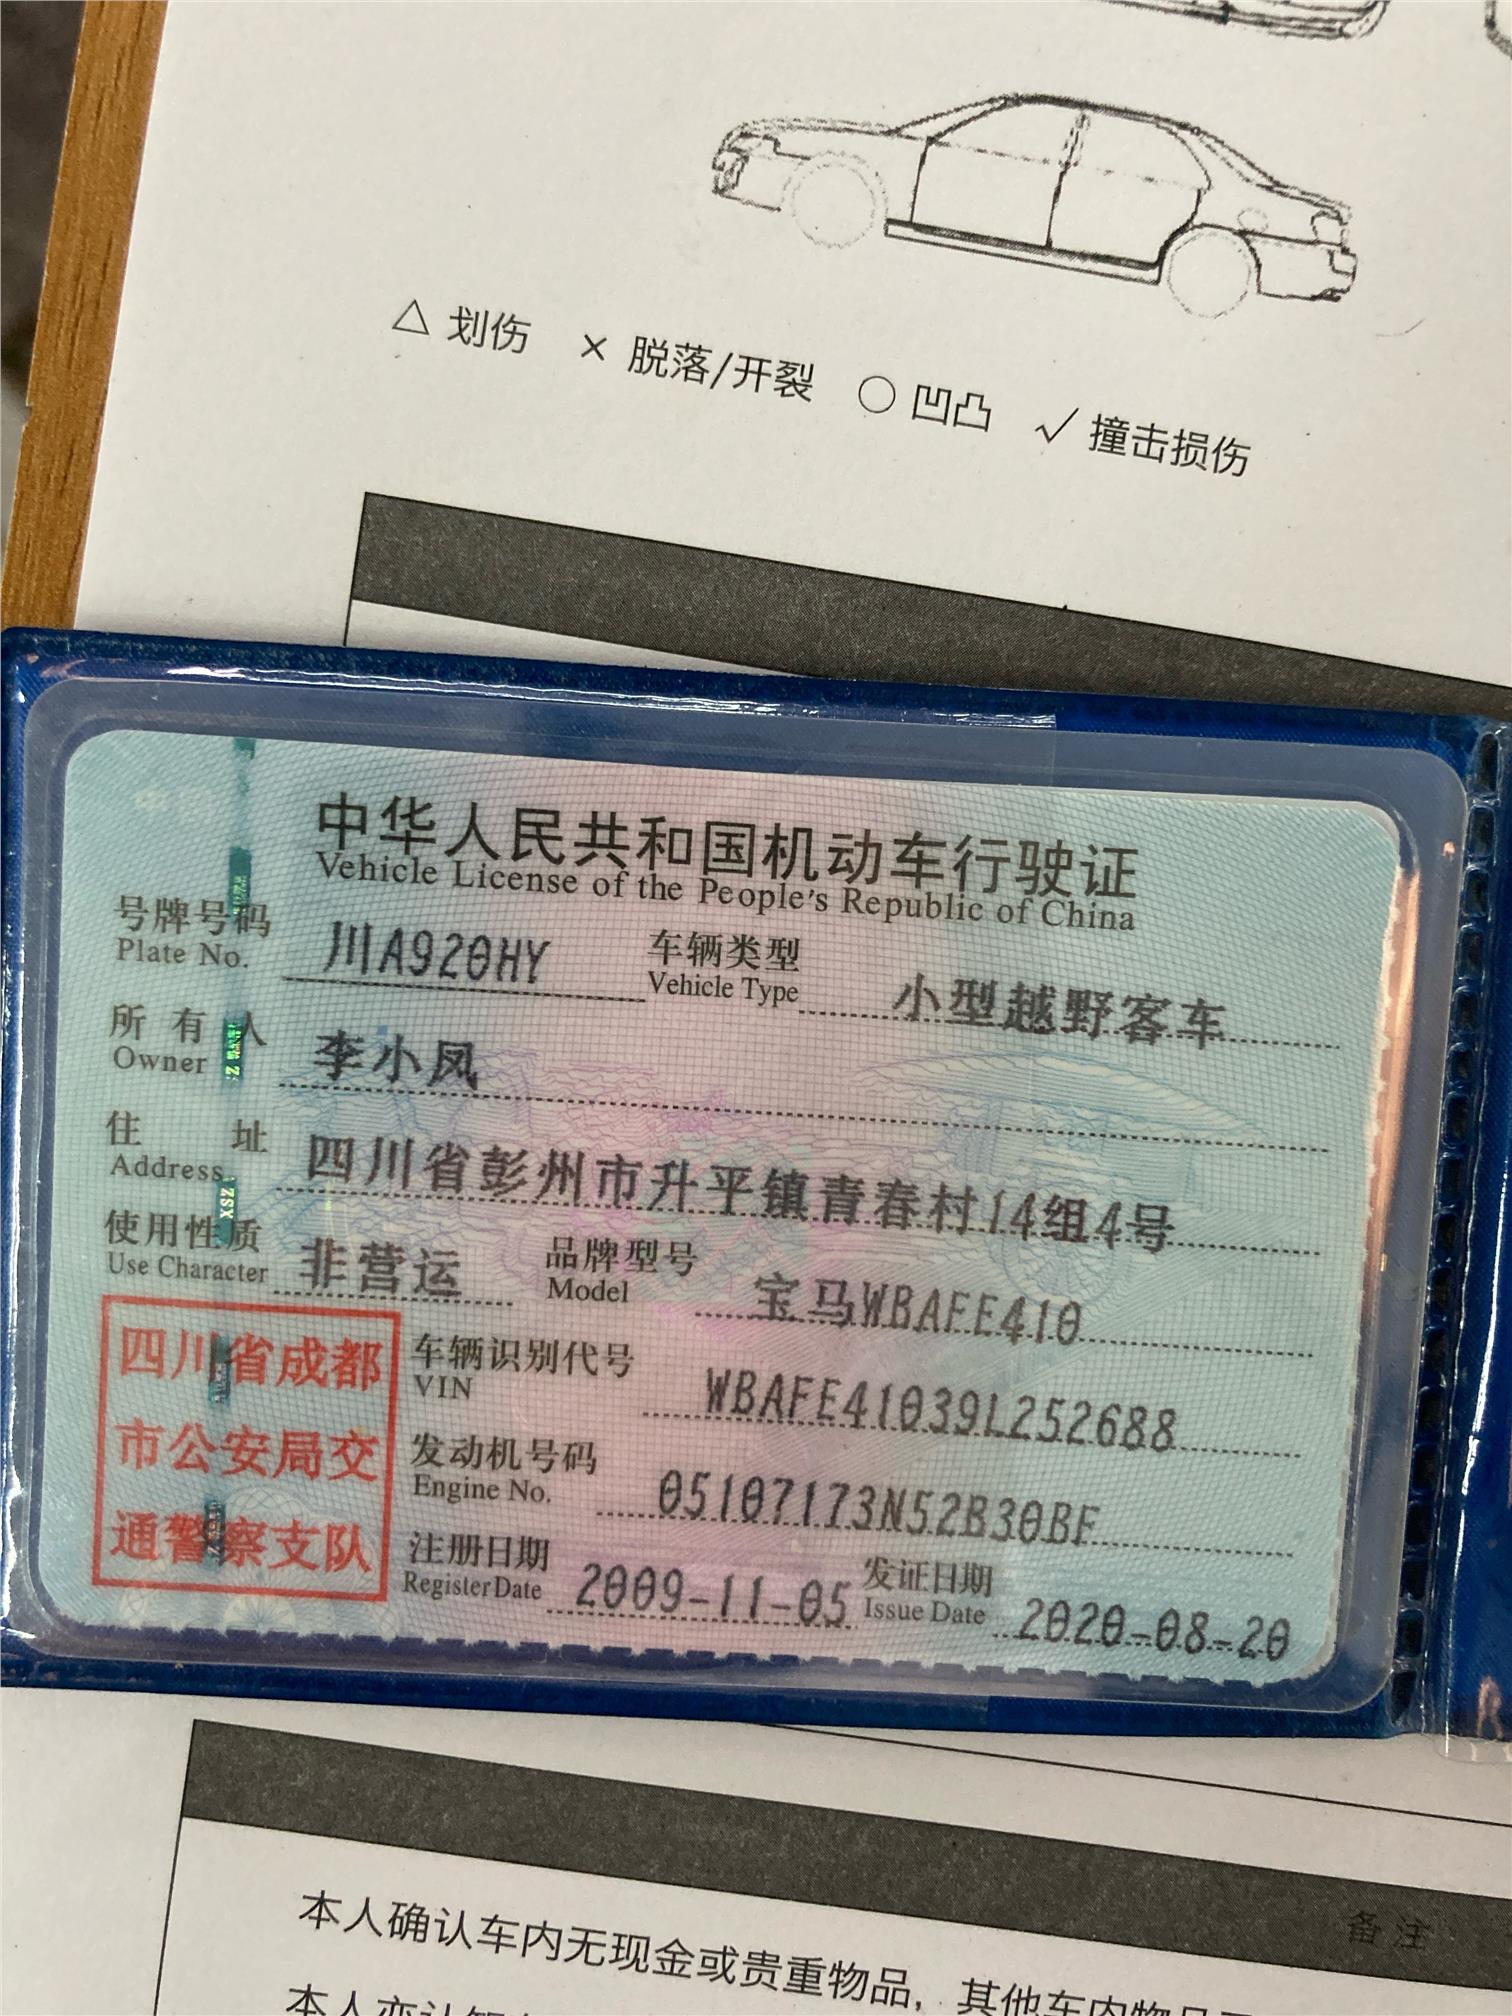 △ 划伤 × 脱落/开裂 ○ 凹凸 √ 撞击损伤
中华人民共和国机动车行驶证
Vehicle License of the People's Republic of China
号牌号码 川A920HY 车辆类型 小型越野客车
Plate No. Vehicle Type
所有人 李小凤
Owner
住址 四川省彭州市升平镇青春村14组4号
Address
使用性质 非营运 品牌型号 宝马WBAFE410
Use Character Model
四川省成都
市公安局交
通警察支队
车辆识别代号 WBAFE41039L252688
VIN
发动机号码 05107173N52B30BF
Engine No.
注册日期 2009-11-05 发证日期 2020-08-20
Register Date Issue Date
XSZ
备注
本人确认车内无现金或贵重物品，其他车内物品